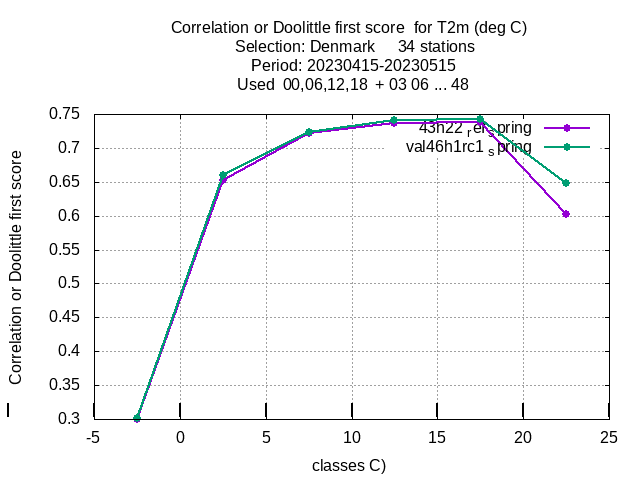 Correlation or Doolittle first score for T2m (deg C)
Selection: Denmark 34 stations
Period: 20230415-20230515
Used 00,06,12,18 + 03 06 ... 48
Correlation or Doolittle first score
0.75
0.7
0.65
0.6
0.55
0.5
0.45
0.4
0.35
0.3
val46h1rc1 spring
-5
0
5
10
15
20
25
classes C)